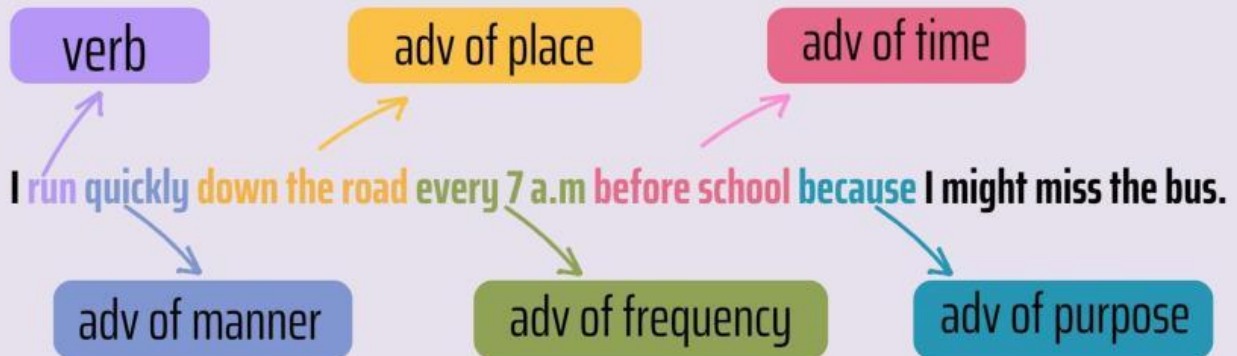 verb
adv of place
adv of time
I run quickly down the road every 7 a.m before school because I might miss the bus.
adv of manner
adv of frequency
adv of purpose